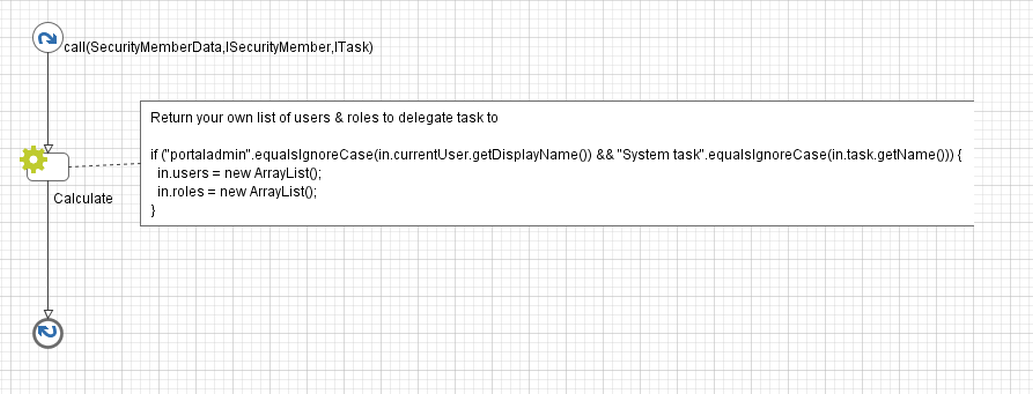 call(SecurityMemberData,ISecurityMember,ITask)
Return your own list of users & roles to delegate task to
if ("portaladmin".equalsIgnoreCase(in.currentUser.getDisplayName()) && "System task".equalsIgnoreCase(in.task.getName())) {
in.users = new ArrayList();
in.roles = new ArrayList();
}
Calculate